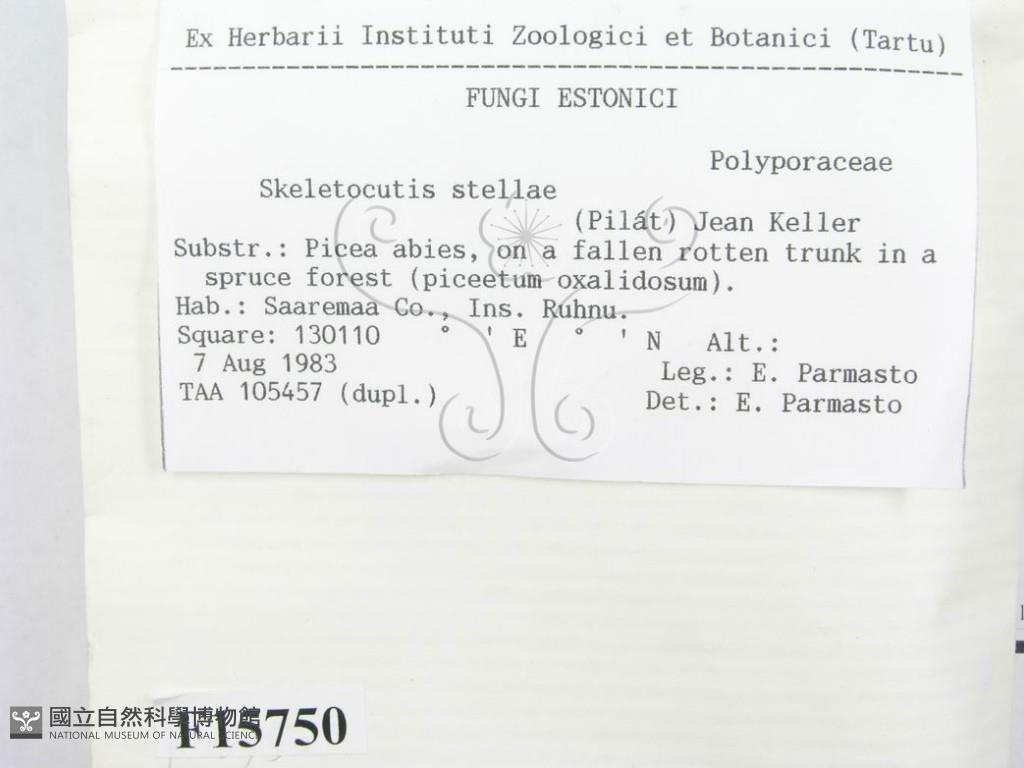 Ex Herbarii Instituti Zoologici et Botanici (Tartu)
FUNGI ESTONICI
Polyporaceae
Skeletocutis stellae
(Pilát) Jean Keller
Substr.: Picea abies, on a fallen rotten trunk in a
spruce forest (piceetum oxalidosum).
Hab.: Saaremaa Co., Ins. Ruhnu.
Square: 130110 ° ' E ° ' N Alt.:
7 Aug 1983
Leg.: E. Parmasto
TAA 105457 (dupl.)
Det.: E. Parmasto
F15750
國立自然科學博物館
NATIONAL MUSEUM OF NATURAL SCIENCE